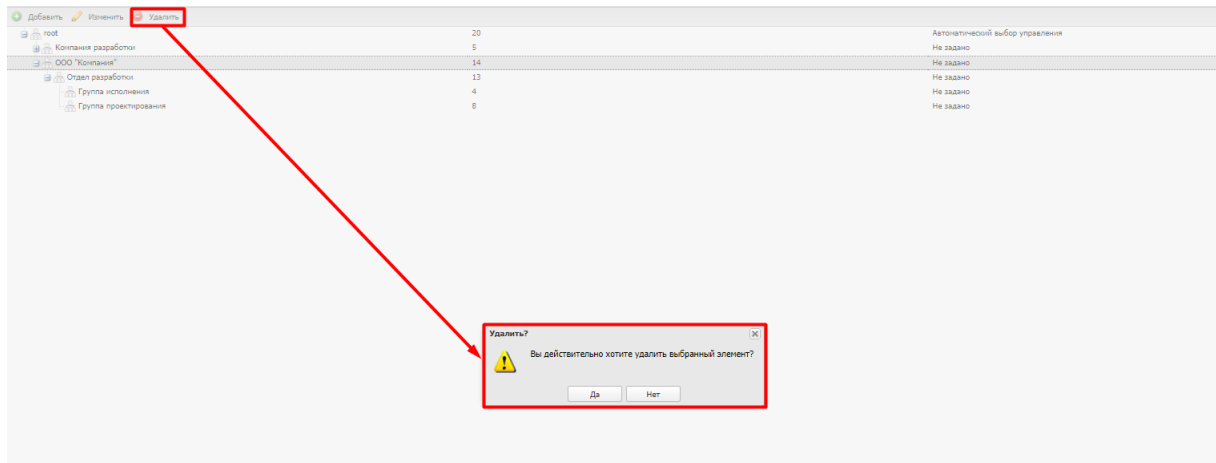 Добавить Изменить Удалить
root 20 Автоматический выбор управления
Компания разработки 5 Не задано
ООО "Компания" 14 Не задано
Отдел разработки 13 Не задано
Группа исполнения 4 Не задано
Группа проектирования 8 Не задано
Удалить?
Вы действительно хотите удалить выбранный элемент?
Да Нет